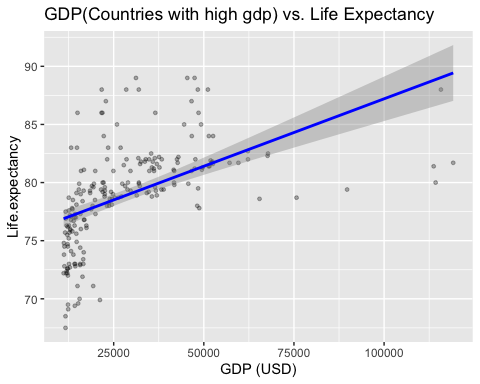 GDP(Countries with high gdp) vs. Life Expectancy
90
85
80
75
70
Life.expectancy
25000 50000 75000 100000
GDP (USD)